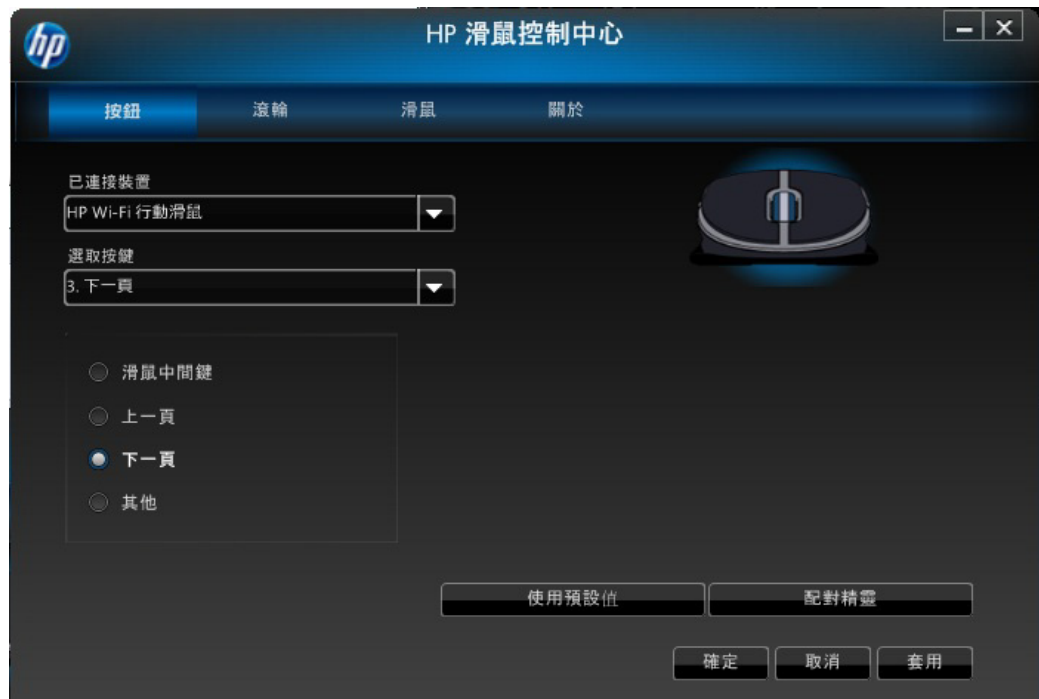 hp
HP 滑鼠控制中心
按鈕 滾輪 滑鼠 關於
已連接裝置
HP Wi-Fi 行動滑鼠
選取按鍵
3. 下一頁
滑鼠中間鍵
上一頁
下一頁
其他
使用預設值 配對精靈
確定 取消 套用